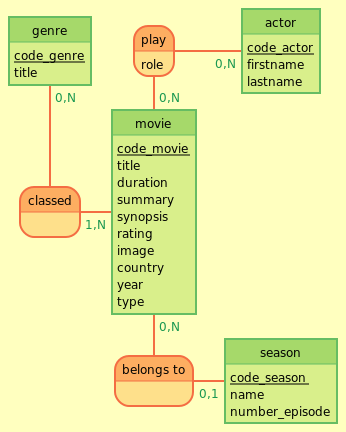 genre
code_genre
title
play
role
actor
code_actor
firstname
lastname
0,N
0,N
0,N
movie
code_movie
title
duration
summary
synopsis
rating
image
country
year
type
classed
1,N
0,N
belongs to
0,1
season
code_season
name
number_episode